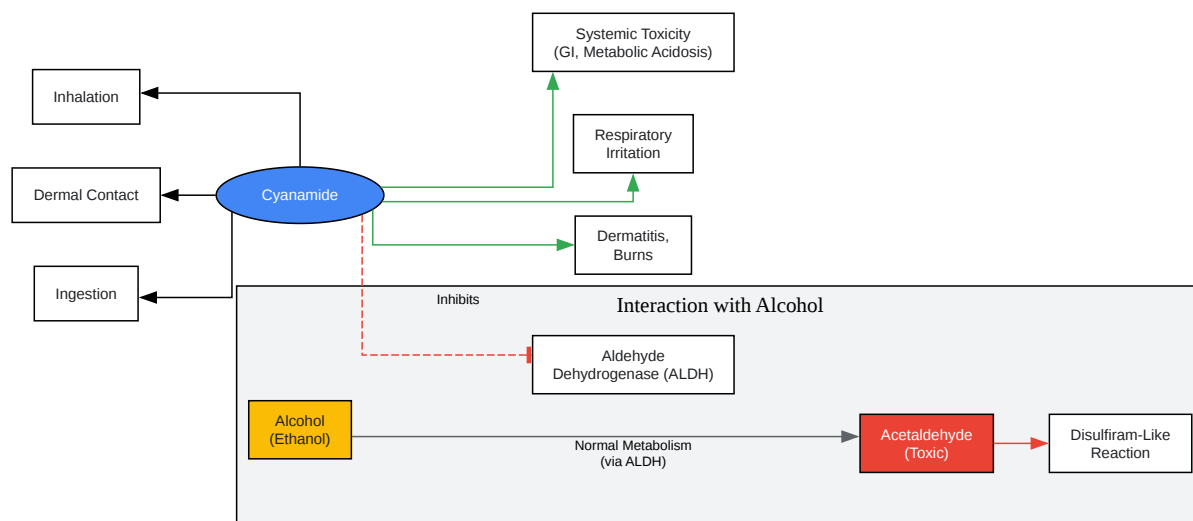 Systemic Toxicity
(GI, Metabolic Acidosis)
Inhalation
Respiratory
Irritation
Dermal Contact
Cyanamide
Dermatitis,
Burns
Ingestion
Inhibits
Interaction with Alcohol
Aldehyde
Dehydrogenase (ALDH)
Alcohol
(Ethanol)
Normal Metabolism
(via ALDH)
Acetaldehyde
(Toxic)
Disulfiram-Like
Reaction